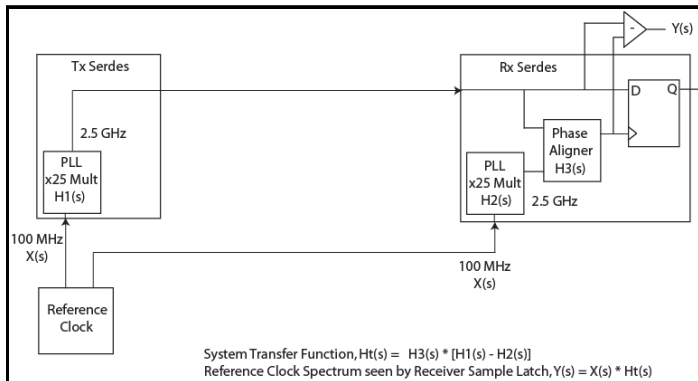 Y(s)
-
Tx Serdes
Rx Serdes
D
Q
2.5 GHz
Phase
Aligner
H3(s)
PLL
x25 Mult
H1(s)
PLL
x25 Mult
H2(s)
2.5 GHz
100 MHz
X(s)
100 MHz
X(s)
Reference
Clock
System Transfer Function, Ht(s) = H3(s) * [H1(s) - H2(s)]
Reference Clock Spectrum seen by Receiver Sample Latch, Y(s) = X(s) * Ht(s)